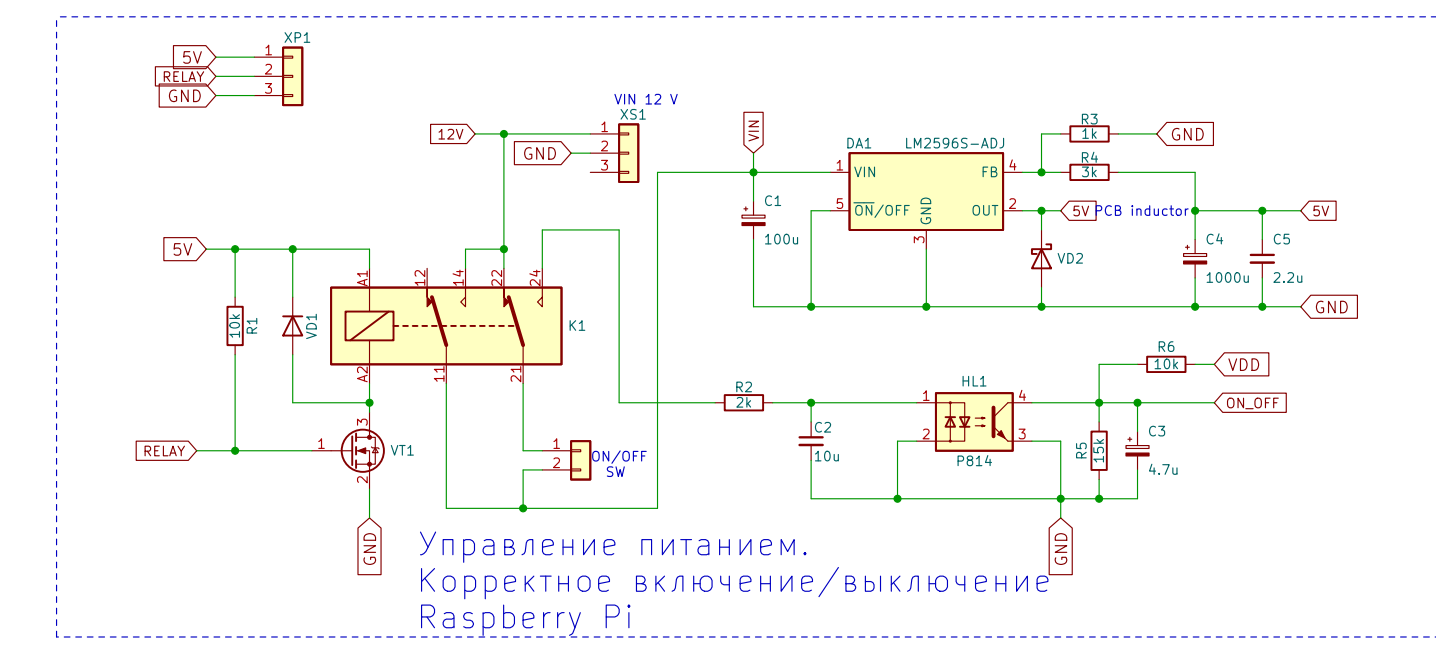 XP1
5V 1
RELAY 2
GND 3
VIN 12 V
XS1
12V 1
GND 2
3
VIN
DA1 LM2596S-ADJ
1 VIN FB 4
5 ON/OFF OUT 2
GND
3
R3
1k
GND
R4
3k
5V PCB inductor
5V
C1
100u
VD2
C4
1000u
C5
2.2u
GND
5V
10k R1
VD1
A1 12 14 22 24
K1
A2 11 21
RELAY 1
3
VT1
2
GND
1 ON/OFF
2 SW
R2
2k
C2
10u
HL1
1 4
2 3
P814
R6
10k
VDD
ON_OFF
R5 15k
C3
4.7u
GND
Управление питанием.
Корректное включение/выключение
Raspberry Pi